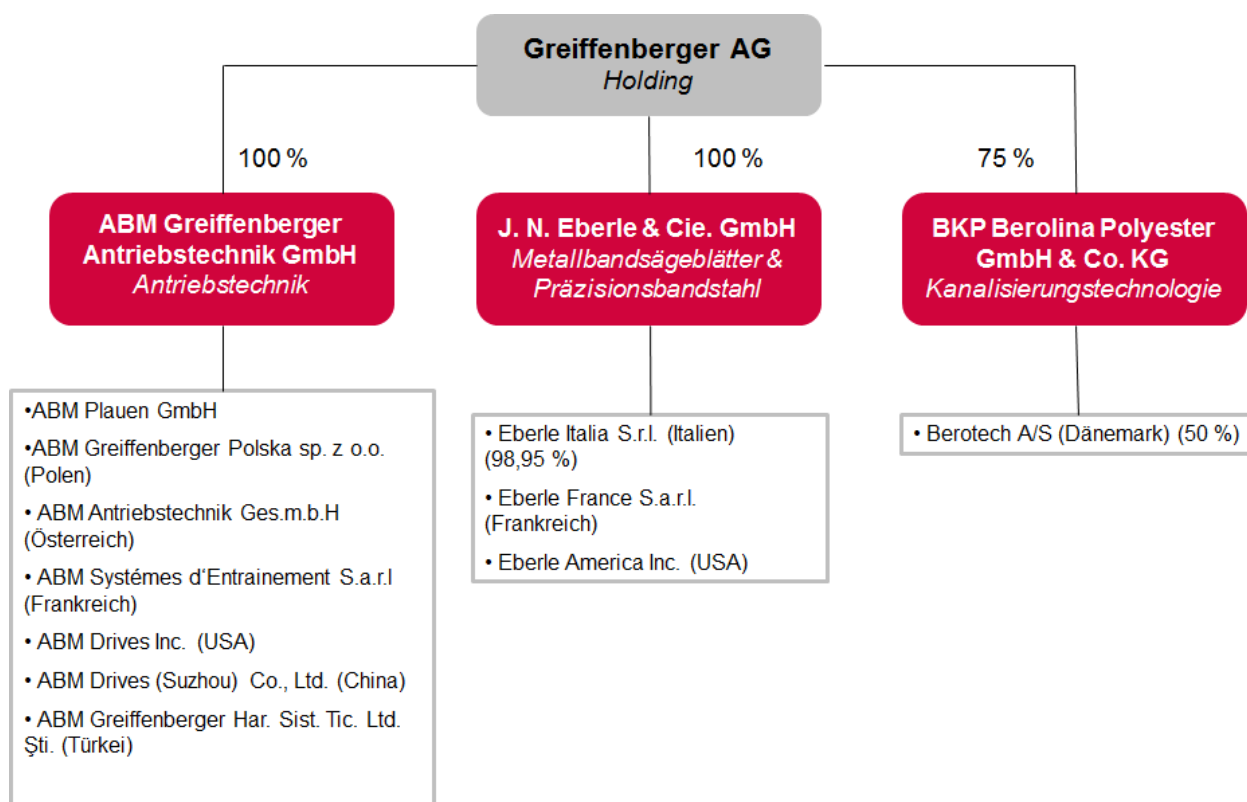 Greiffenberger AG
Holding
100 %
100 %
75 %
ABM Greiffenberger
Antriebstechnik GmbH
Antriebstechnik
J. N. Eberle & Cie. GmbH
Metallbandsägeblätter &
Präzisionsbandstahl
BKP Berolina Polyester
GmbH & Co. KG
Kanalisierungstechnologie
•ABM Plauen GmbH
•ABM Greiffenberger Polska sp. z o.o.
(Polen)
• ABM Antriebstechnik Ges.m.b.H
(Österreich)
• ABM Systémes d‘Entrainement S.a.r.l
(Frankreich)
• ABM Drives Inc. (USA)
• ABM Drives (Suzhou) Co., Ltd. (China)
• ABM Greiffenberger Har. Sist. Tic. Ltd.
Şti. (Türkei)
• Eberle Italia S.r.l. (Italien)
(98,95 %)
• Eberle France S.a.r.l.
(Frankreich)
• Eberle America Inc. (USA)
• Berotech A/S (Dänemark) (50 %)